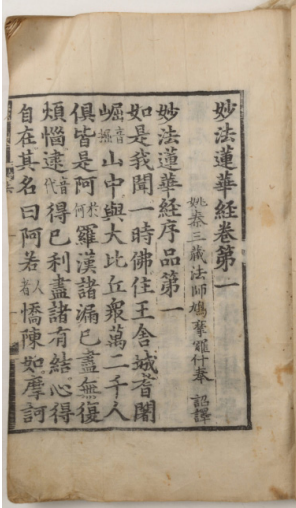 妙法蓮華經卷第一
姚秦三藏法師鳩摩羅什奉 詔譯
妙法蓮華經序品第一
如是我聞一時佛住王舍城耆闍
崛山中與大比丘衆萬二千人
俱皆是阿羅漢諸漏已盡無復
煩惱逮得已利盡諸有結心得
自在其名曰阿若憍陳如摩訶